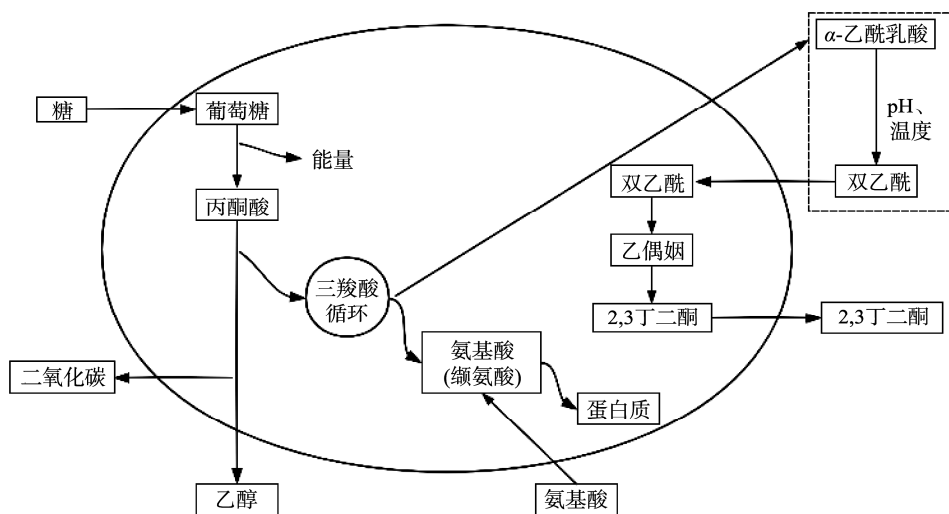 α-乙酰乳酸
糖
葡萄糖
pH、
温度
能量
双乙酰
双乙酰
丙酮酸
乙偶姻
三羧酸
循环
2,3丁二酮
2,3丁二酮
氨基酸
(缬氨酸)
二氧化碳
蛋白质
乙醇
氨基酸